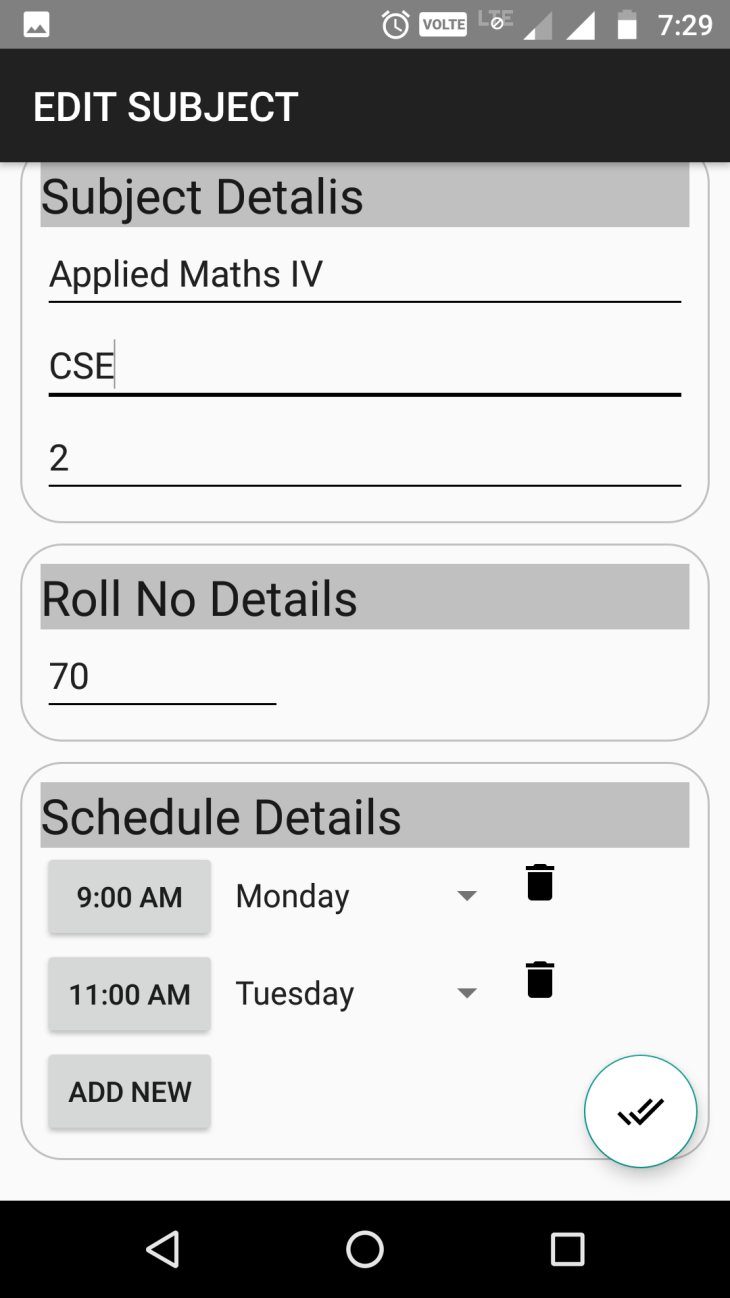 VOLTE LTE 7:29
EDIT SUBJECT
Subject Detalis
Applied Maths IV
CSE
2
Roll No Details
70
Schedule Details
9:00 AM Monday
11:00 AM Tuesday
ADD NEW